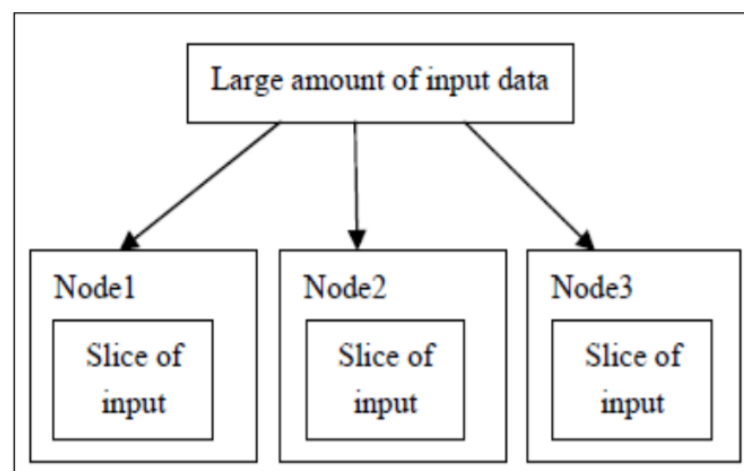 Large amount of input data
Node1
Node2
Node3
Slice of
input
Slice of
input
Slice of
input